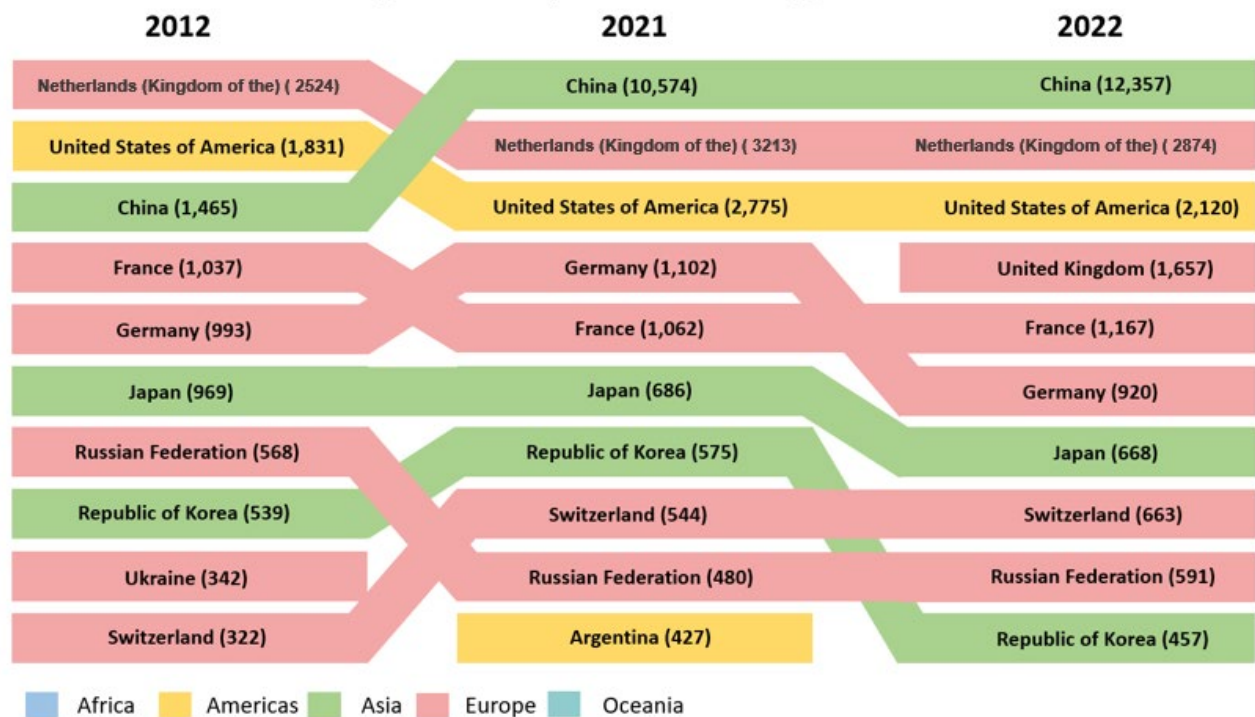 2012 2021 2022
Netherlands (Kingdom of the) ( 2524) China (10,574) China (12,357)
United States of America (1,831) Netherlands (Kingdom of the) ( 3213) Netherlands (Kingdom of the) ( 2874)
China (1,465) United States of America (2,775) United States of America (2,120)
France (1,037) Germany (1,102) United Kingdom (1,657)
Germany (993) France (1,062) France (1,167)
Japan (969) Japan (686) Germany (920)
Russian Federation (568) Republic of Korea (575) Japan (668)
Republic of Korea (539) Switzerland (544) Switzerland (663)
Ukraine (342) Russian Federation (480) Russian Federation (591)
Switzerland (322) Argentina (427) Republic of Korea (457)
Africa Americas Asia Europe Oceania